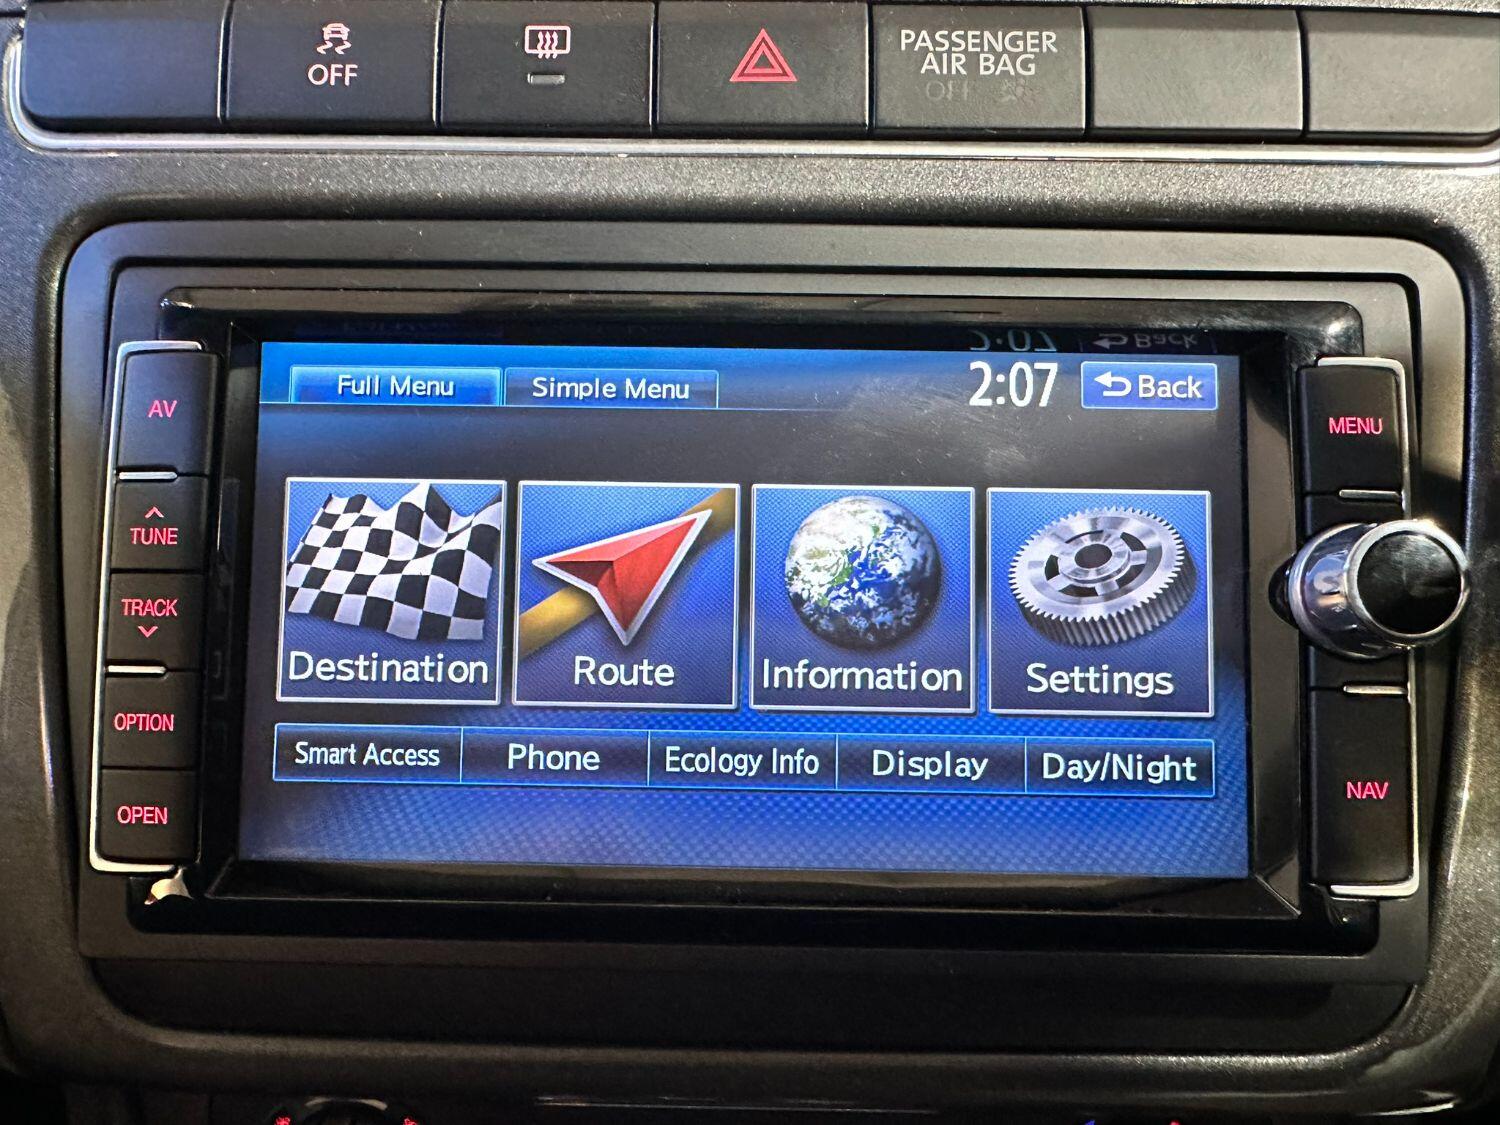 OFF
PASSENGER
AIR BAG
OFF
Full Menu
Simple Menu
2:07
Back
AV
TUNE
TRACK
OPTION
OPEN
MENU
NAV
Destination
Route
Information
Settings
Smart Access
Phone
Ecology Info
Display
Day/Night